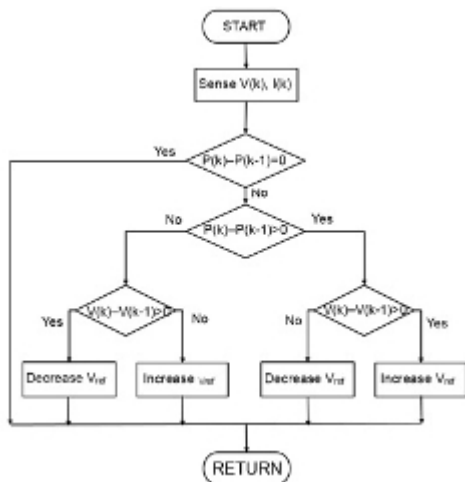 START
Sense V(k), I(k)
Yes
P(k)–P(k-1)=0
No
No
P(k)–P(k-1)>0
Yes
V(k)–V(k-1)>0
V(k)–V(k-1)>0
Yes
No
No
Yes
Decrease Vref
Increase Vref
Decrease Vref
Increase Vref
RETURN